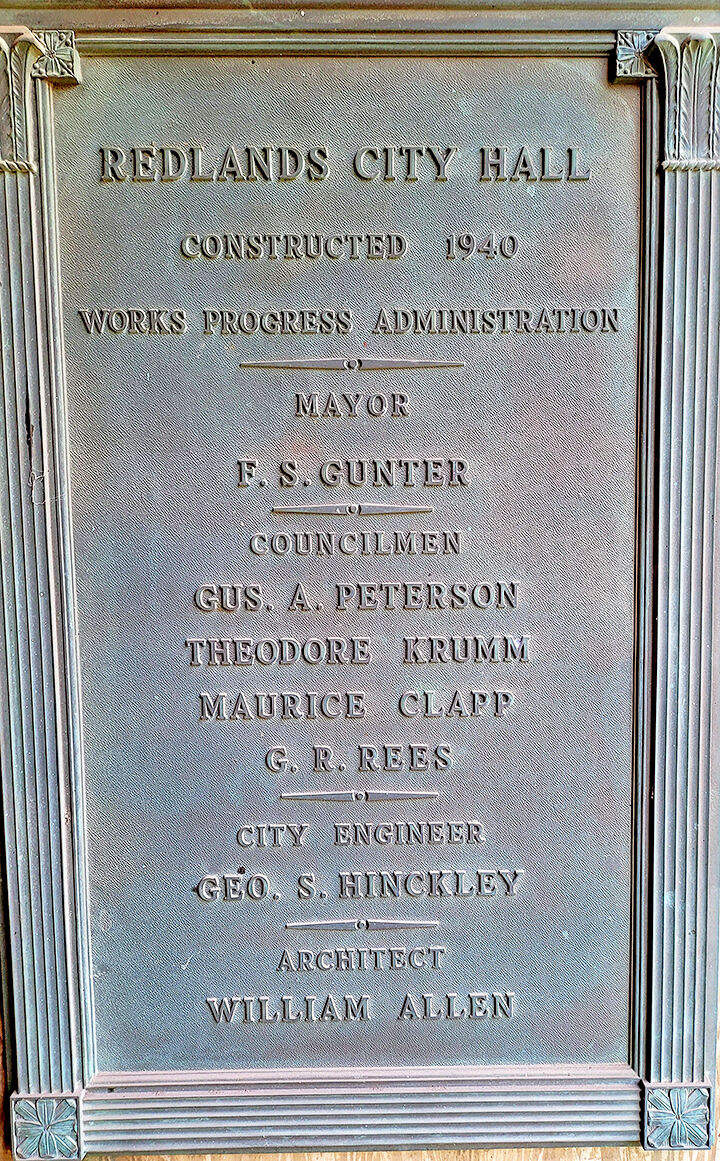 REDLANDS CITY HALL
CONSTRUCTED 1940
WORKS PROGRESS ADMINISTRATION
MAYOR
F. S. GUNTER
COUNCILMEN
GUS. A. PETERSON
THEODORE KRUMM
MAURICE CLAPP
G. R. REES
CITY ENGINEER
GEO. S. HINCKLEY
ARCHITECT
WILLIAM ALLEN